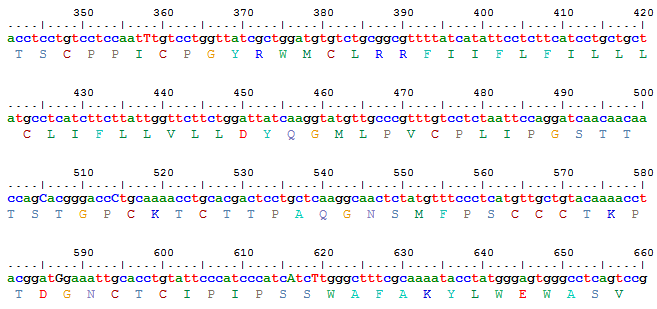 350 360 370 380 390 400 410 420
----|----|----|----|----|----|----|----|----|----|----|----|----|----|----|----|
acctcctgtcctccaatTtgtcctggttatcgctggatgtgtctgcggcgttttatcatattcctcttcatcctgctgct
T S C P P I C P G Y R W M C L R R F I I F L F I L L L
430 440 450 460 470 480 490 500
----|----|----|----|----|----|----|----|----|----|----|----|----|----|----|----|
atgcctcatcttcttattggttcttctggattatcaaggtatgttgcccgtttgtcctctaattccaggatcaacaacaa
C L I F L L V L L D Y Q G M L P V C P L I P G S T T
510 520 530 540 550 560 570 580
----|----|----|----|----|----|----|----|----|----|----|----|----|----|----|----|
ccagCacgggaccCtgcaaaacctgcacgactcctgctcaaggcaactctatgtttccctcatgttgctgtacaaaacct
T S T G P C K T C T T P A Q G N S M F P S C C C T K P
590 600 610 620 630 640 650 660
----|----|----|----|----|----|----|----|----|----|----|----|----|----|----|----|
acggatGgaaattgcacctgtattcccatcccatcAtcTtgggctttcgcaaaatacctatgggagtgggcctcagtccg
T D G N C T C I P I P S S W A F A K Y L W E W A S V